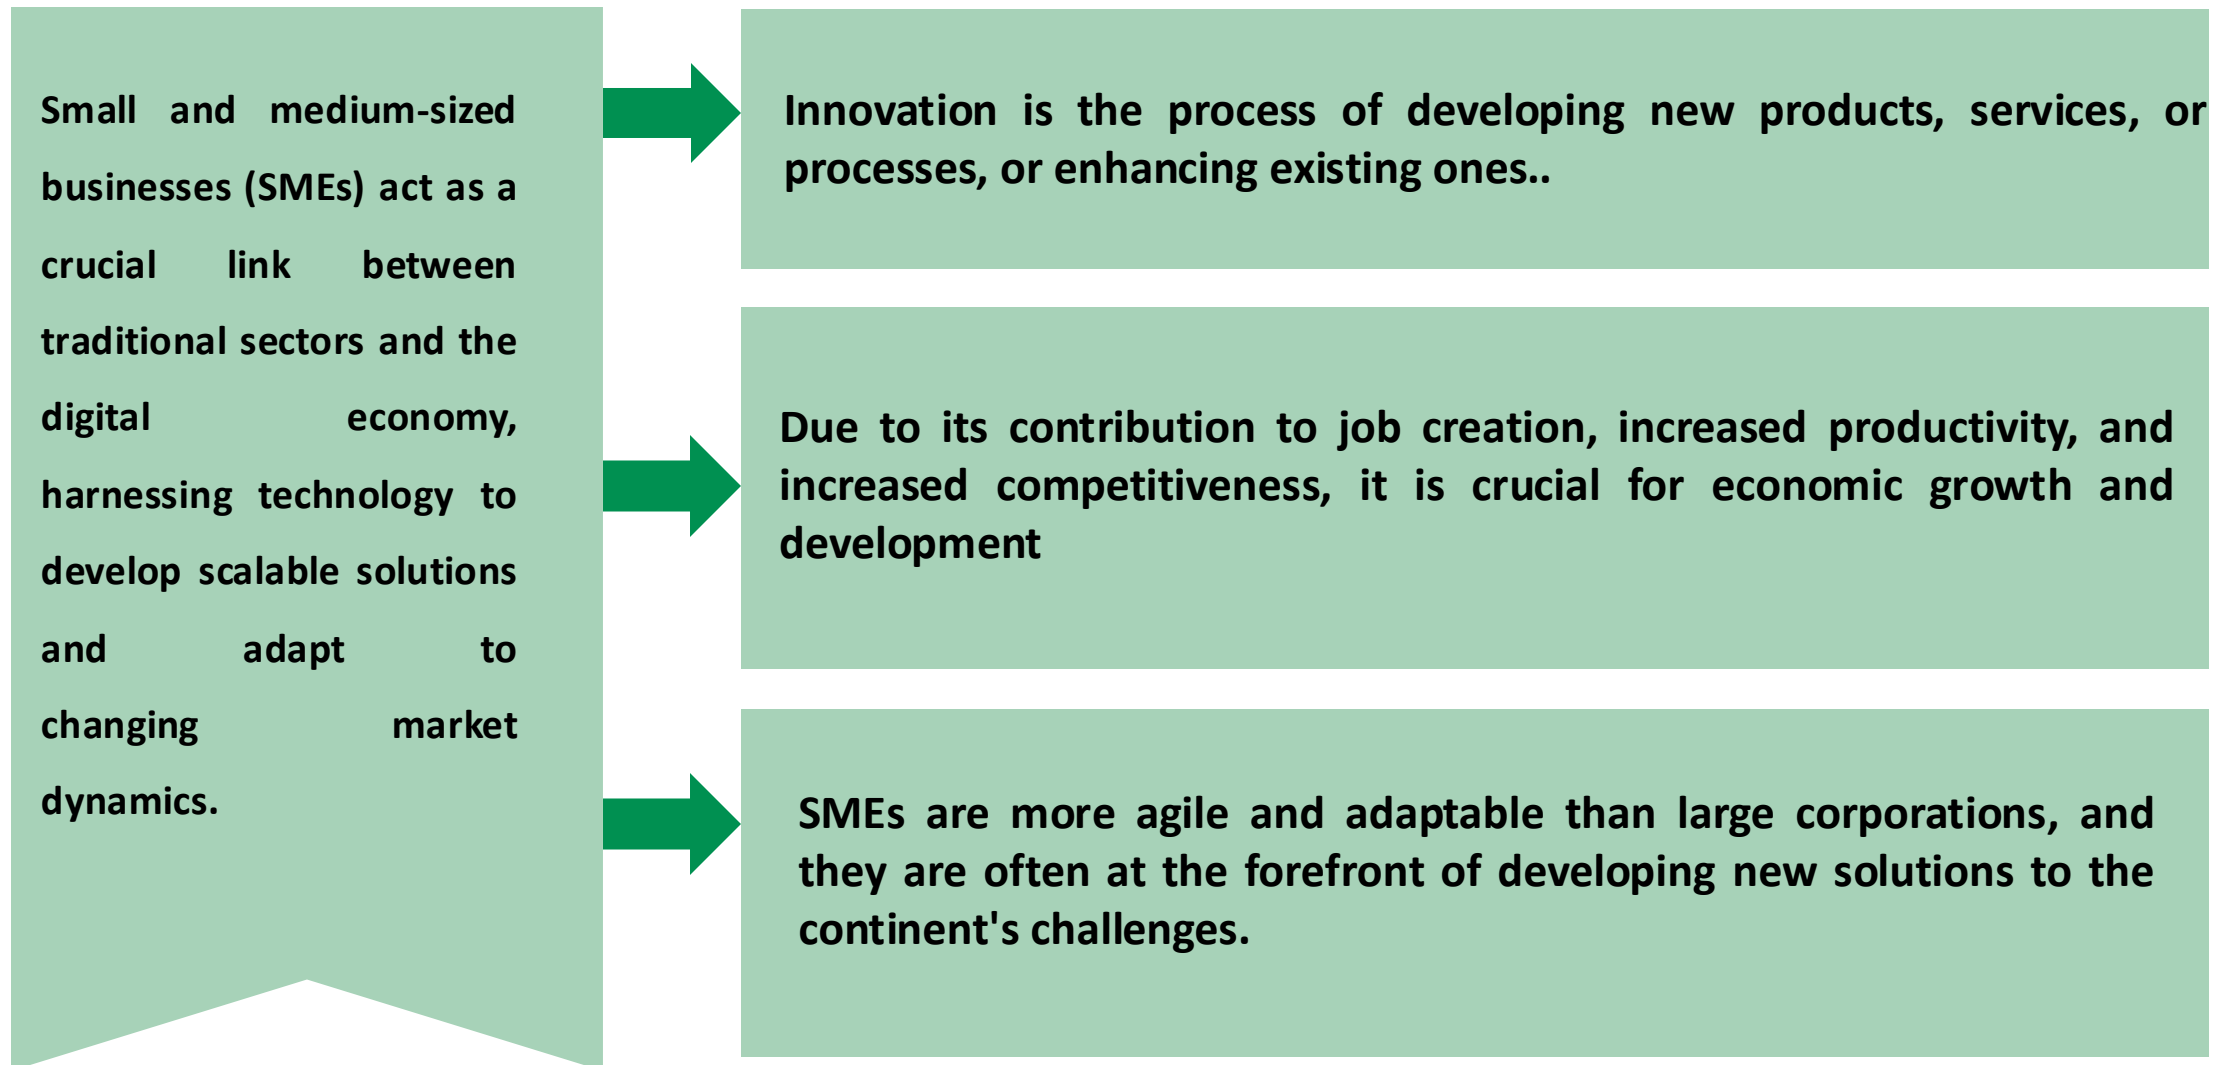 Small and medium-sized
businesses (SMEs) act as a
crucial link between
traditional sectors and the
digital economy,
harnessing technology to
develop scalable solutions
and adapt to
changing market
dynamics.
Innovation is the process of developing new products, services, or
processes, or enhancing existing ones..
Due to its contribution to job creation, increased productivity, and
increased competitiveness, it is crucial for economic growth and
development
SMEs are more agile and adaptable than large corporations, and
they are often at the forefront of developing new solutions to the
continent's challenges.